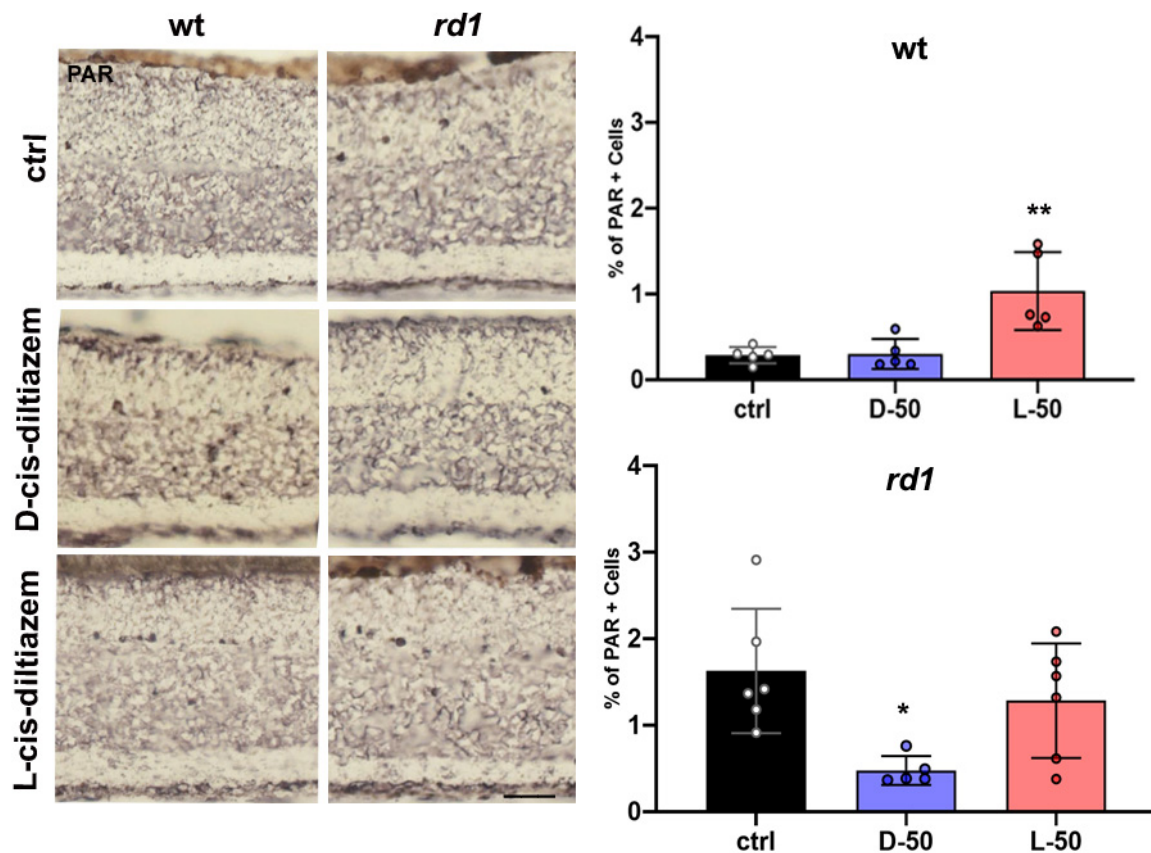 wt
rd1
ctrl
PAR
D-cis-diltiazem
L-cis-diltiazem
wt
% of PAR + Cells
4
3
2
1
0
**
ctrl
D-50
L-50
rd1
% of PAR + Cells
4
3
2
1
0
*
ctrl
D-50
L-50